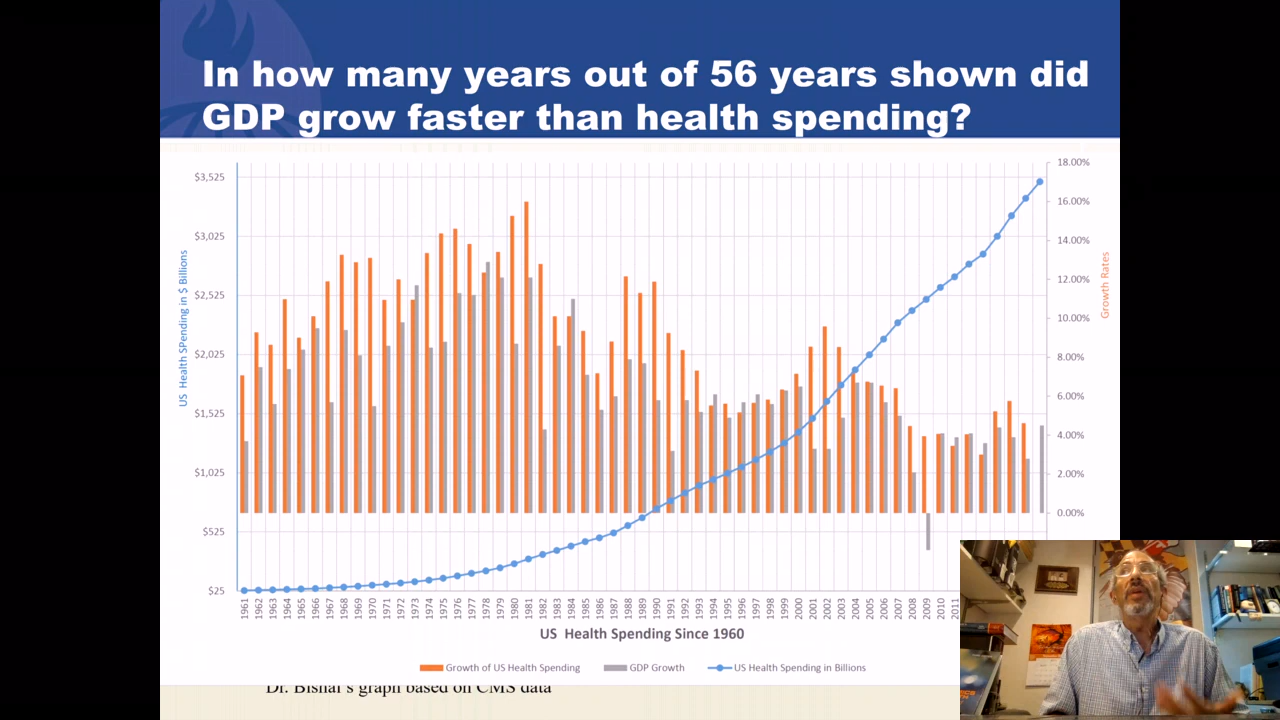 In how many years out of 56 years shown did
GDP grow faster than health spending?
$3,525
$3,025
$2,525
$2,025
$1,525
$1,025
$525
$25
US Health SPending in $ Billions
18.00%
16.00%
14.00%
12.00%
10.00%
8.00%
6.00%
4.00%
2.00%
0.00%
Growth Rates
1961 1962 1963 1964 1965 1966 1967 1968 1969 1970 1971 1972 1973 1974 1975 1976 1977 1978 1979 1980 1981 1982 1983 1984 1985 1986 1987 1988 1989 1990 1991 1992 1993 1994 1995 1996 1997 1998 1999 2000 2001 2002 2003 2004 2005 2006 2007 2008 2009 2010 2011
US Health Spending Since 1960
Growth of US Health Spending GDP Growth US Health Spending in Billions
Dr. Bishai's graph based on CMS data